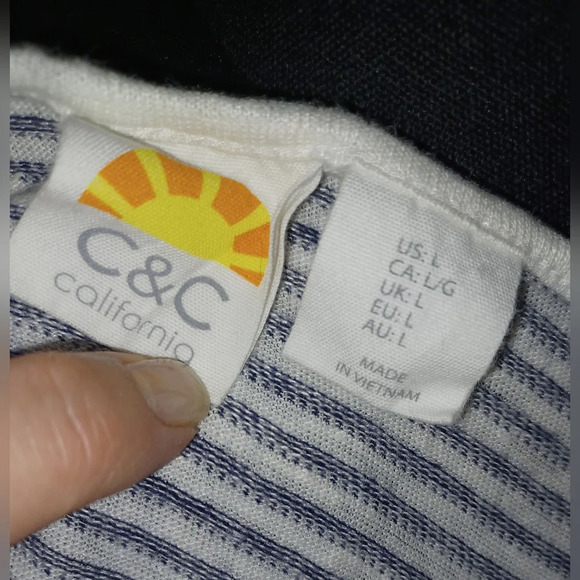 C&C
california
US: L
CA: L/G
UK: L
EU: L
AU: L
MADE
IN VIETNAM